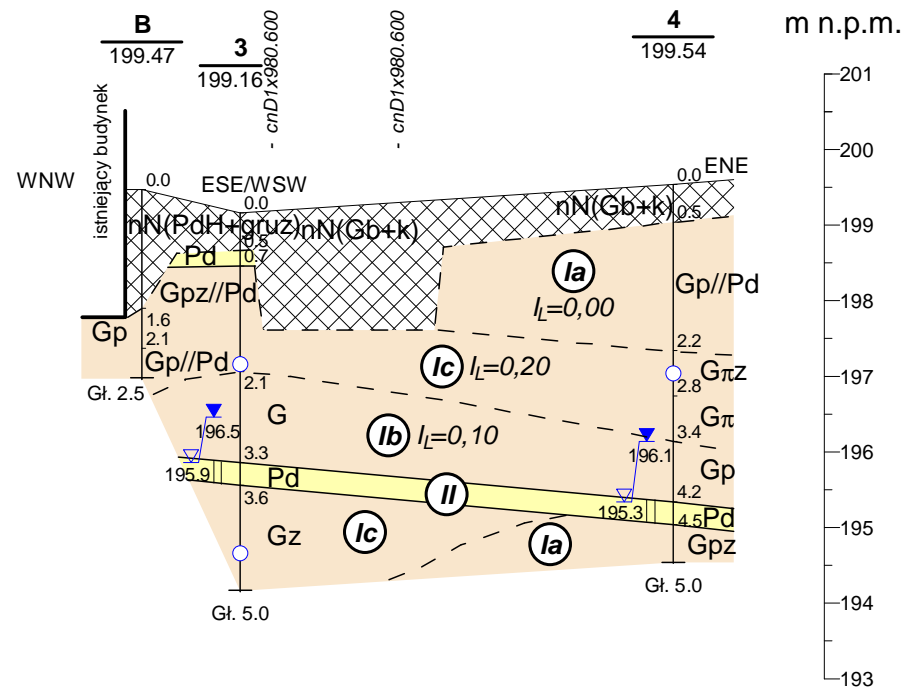 B
199.47
3
199.16
- cnD1x980.600
- cnD1x980.600
4
199.54
m n.p.m.
201
200
199
198
197
196
195
194
193
istniejący budynek
WNW
0.0
ESE/WSW
0.0
0.0
ENE
nN(PdH+gruz)
nN(Gb+k)
nN(Gb+k)
0.5
0.5
0.7
Pd
Gpz//Pd
Ia
IL=0,00
Gp//Pd
Gp
1.6
2.1
Gp//Pd
2.1
Gł. 2.5
Ic
IL=0,20
2.2
Gπz
2.8
Gπ
3.4
G
196.5
Ib
IL=0,10
196.1
Gp
195.9
3.3
Pd
3.6
II
195.3
4.2
4.5
Pd
Gz
Ic
Ia
Gpz
Gł. 5.0
Gł. 5.0